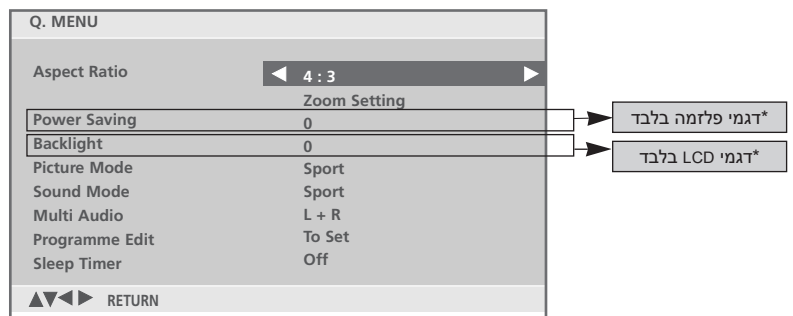 Q. MENU
Aspect Ratio ◀ 4 : 3 ▶
Zoom Setting
Power Saving 0 *דגמי פלזמה בלבד
Backlight 0 *דגמי LCD בלבד
Picture Mode Sport
Sound Mode Sport
Multi Audio L + R
Programme Edit To Set
Sleep Timer Off
▲▼◀ ▶ RETURN